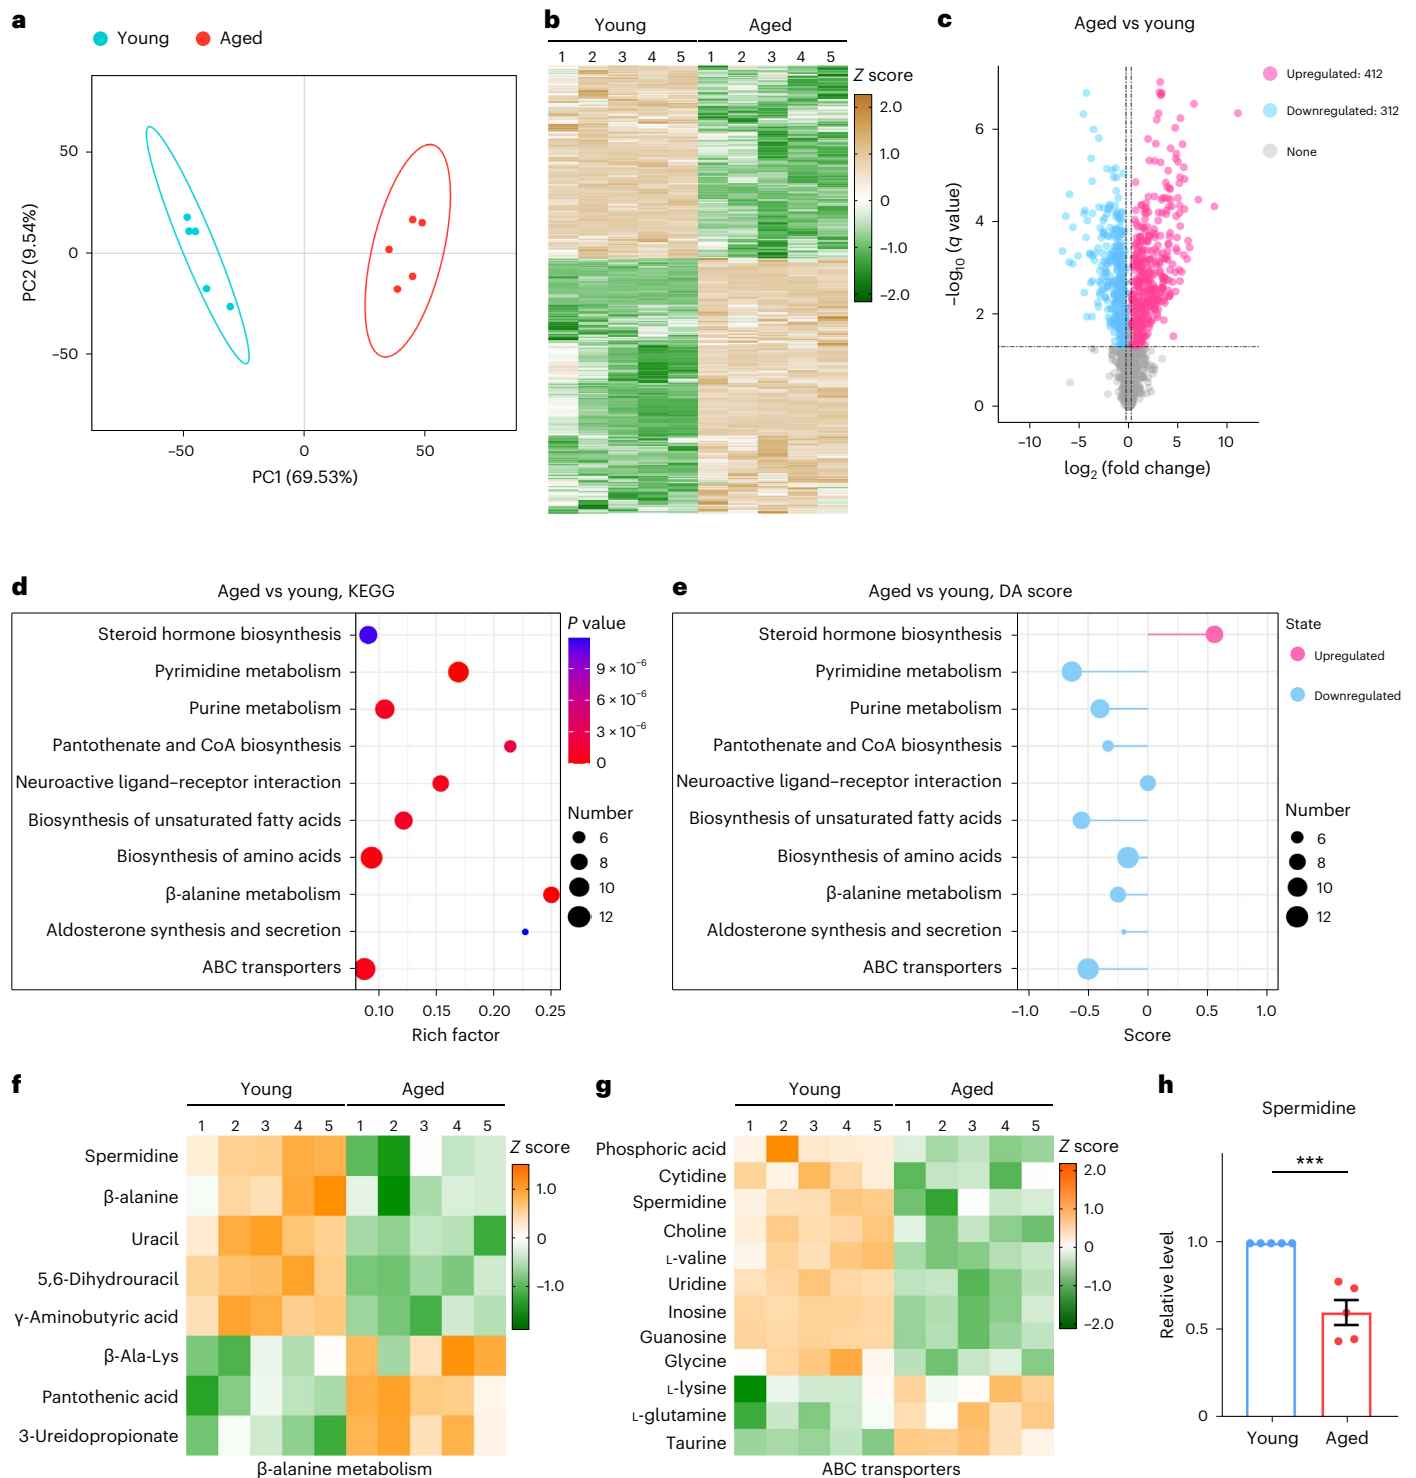 a
Young
Aged
50
0
−50
PC2 (9.54%)
−50
0
50
PC1 (69.53%)
b
Young
Aged
1 2 3 4 5 1 2 3 4 5
Z score
2.0
1.0
0
−1.0
−2.0
c
Aged vs young
Upregulated: 412
Downregulated: 312
None
6
4
2
0
−log10 (q value)
−10
−5
0
5
10
log2 (fold change)
d
Aged vs young, KEGG
Steroid hormone biosynthesis
Pyrimidine metabolism
Purine metabolism
Pantothenate and CoA biosynthesis
Neuroactive ligand–receptor interaction
Biosynthesis of unsaturated fatty acids
Biosynthesis of amino acids
β-alanine metabolism
Aldosterone synthesis and secretion
ABC transporters
0.10
0.15
0.20
0.25
Rich factor
P value
9 × 10−6
6 × 10−6
3 × 10−6
0
Number
6
8
10
12
e
Aged vs young, DA score
Steroid hormone biosynthesis
Pyrimidine metabolism
Purine metabolism
Pantothenate and CoA biosynthesis
Neuroactive ligand–receptor interaction
Biosynthesis of unsaturated fatty acids
Biosynthesis of amino acids
β-alanine metabolism
Aldosterone synthesis and secretion
ABC transporters
−1.0
−0.5
0
0.5
1.0
Score
State
Upregulated
Downregulated
Number
6
8
10
12
f
Young
Aged
1 2 3 4 5 1 2 3 4 5
Spermidine
β-alanine
Uracil
5,6-Dihydrouracil
γ-Aminobutyric acid
β-Ala-Lys
Pantothenic acid
3-Ureidopropionate
β-alanine metabolism
Z score
1.0
0
−1.0
g
Young
Aged
1 2 3 4 5 1 2 3 4 5
Phosphoric acid
Cytidine
Spermidine
Choline
L-valine
Uridine
Inosine
Guanosine
Glycine
L-lysine
L-glutamine
Taurine
ABC transporters
Z score
2.0
1.0
0
−1.0
−2.0
h
Spermidine
***
1.0
0.5
0
Relative level
Young
Aged